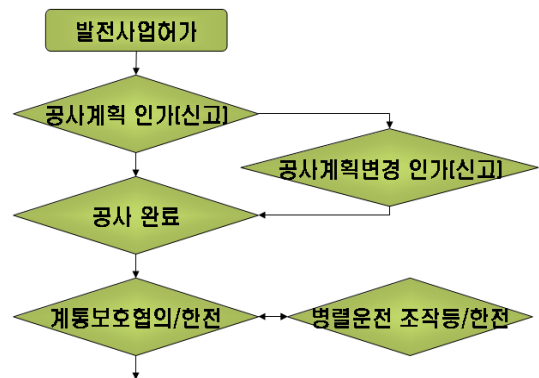 발전사업허가
공사계획 인가(신고)
공사계획변경 인가(신고)
공사 완료
계통보호협의/한전
병렬운전 조작등/한전